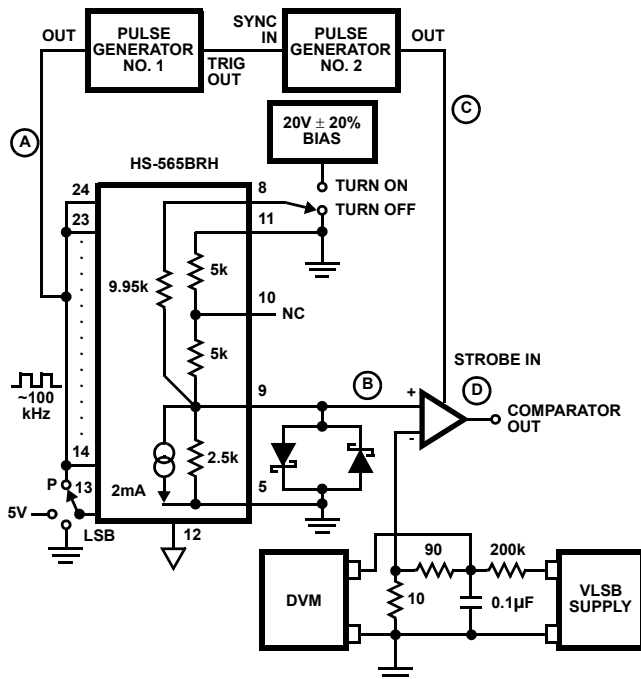 OUT
PULSE
GENERATOR
NO. 1
SYNC
IN
TRIG
OUT
PULSE
GENERATOR
NO. 2
OUT
A
C
20V ± 20%
BIAS
HS-565BRH
TURN ON
TURN OFF
24
23
8
11
5k
9.95k
10
NC
5k
~100
kHz
9
B
STROBE IN
+
-
D
COMPARATOR
OUT
14
P
13
5V
LSB
2mA
2.5k
5
12
DVM
90
200k
10
0.1µF
VLSB
SUPPLY